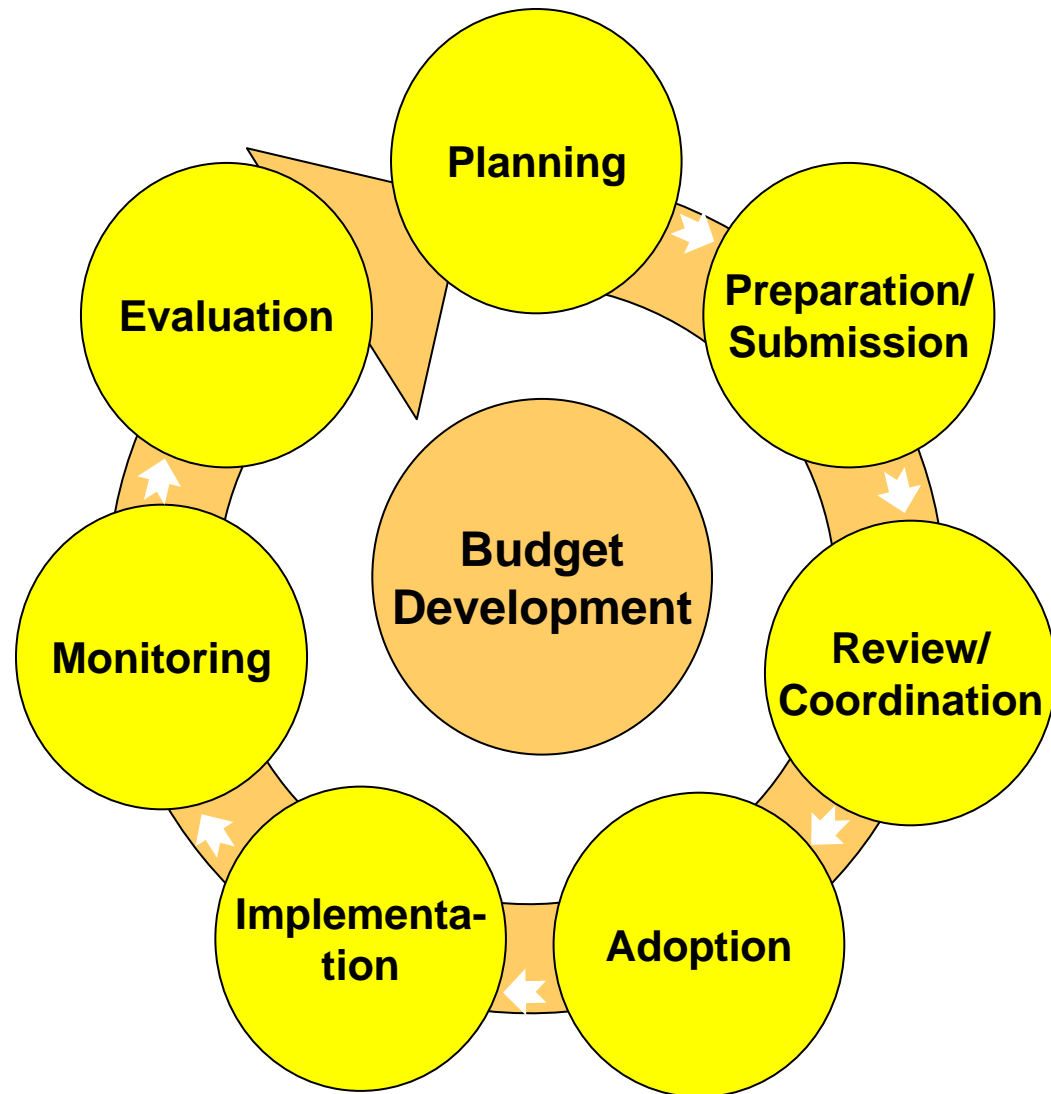 Planning
Preparation/
Submission
Review/
Coordination
Adoption
Implementa-
tion
Monitoring
Evaluation
Budget
Development